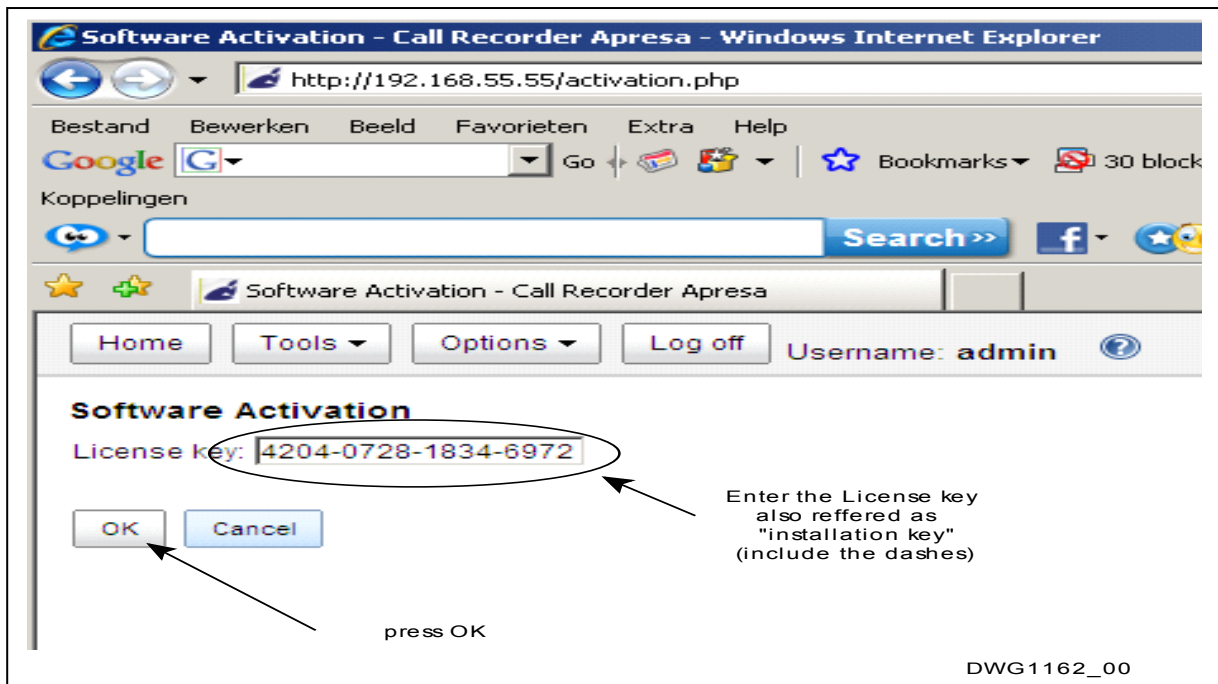 Software Activation - Call Recorder Apresa - Windows Internet Explorer
http://192.168.55.55/activation.php
Bestand Bewerken Beeld Favorieten Extra Help
Google G Go Bookmarks 30 block
Koppelingen
Search »
f
Software Activation - Call Recorder Apresa
Home Tools Options Log off Username: admin ?
Software Activation
License key: 4204-0728-1834-6972
OK Cancel
Enter the License key
also reffered as
"installation key"
(include the dashes)
press OK
DWG1162_00